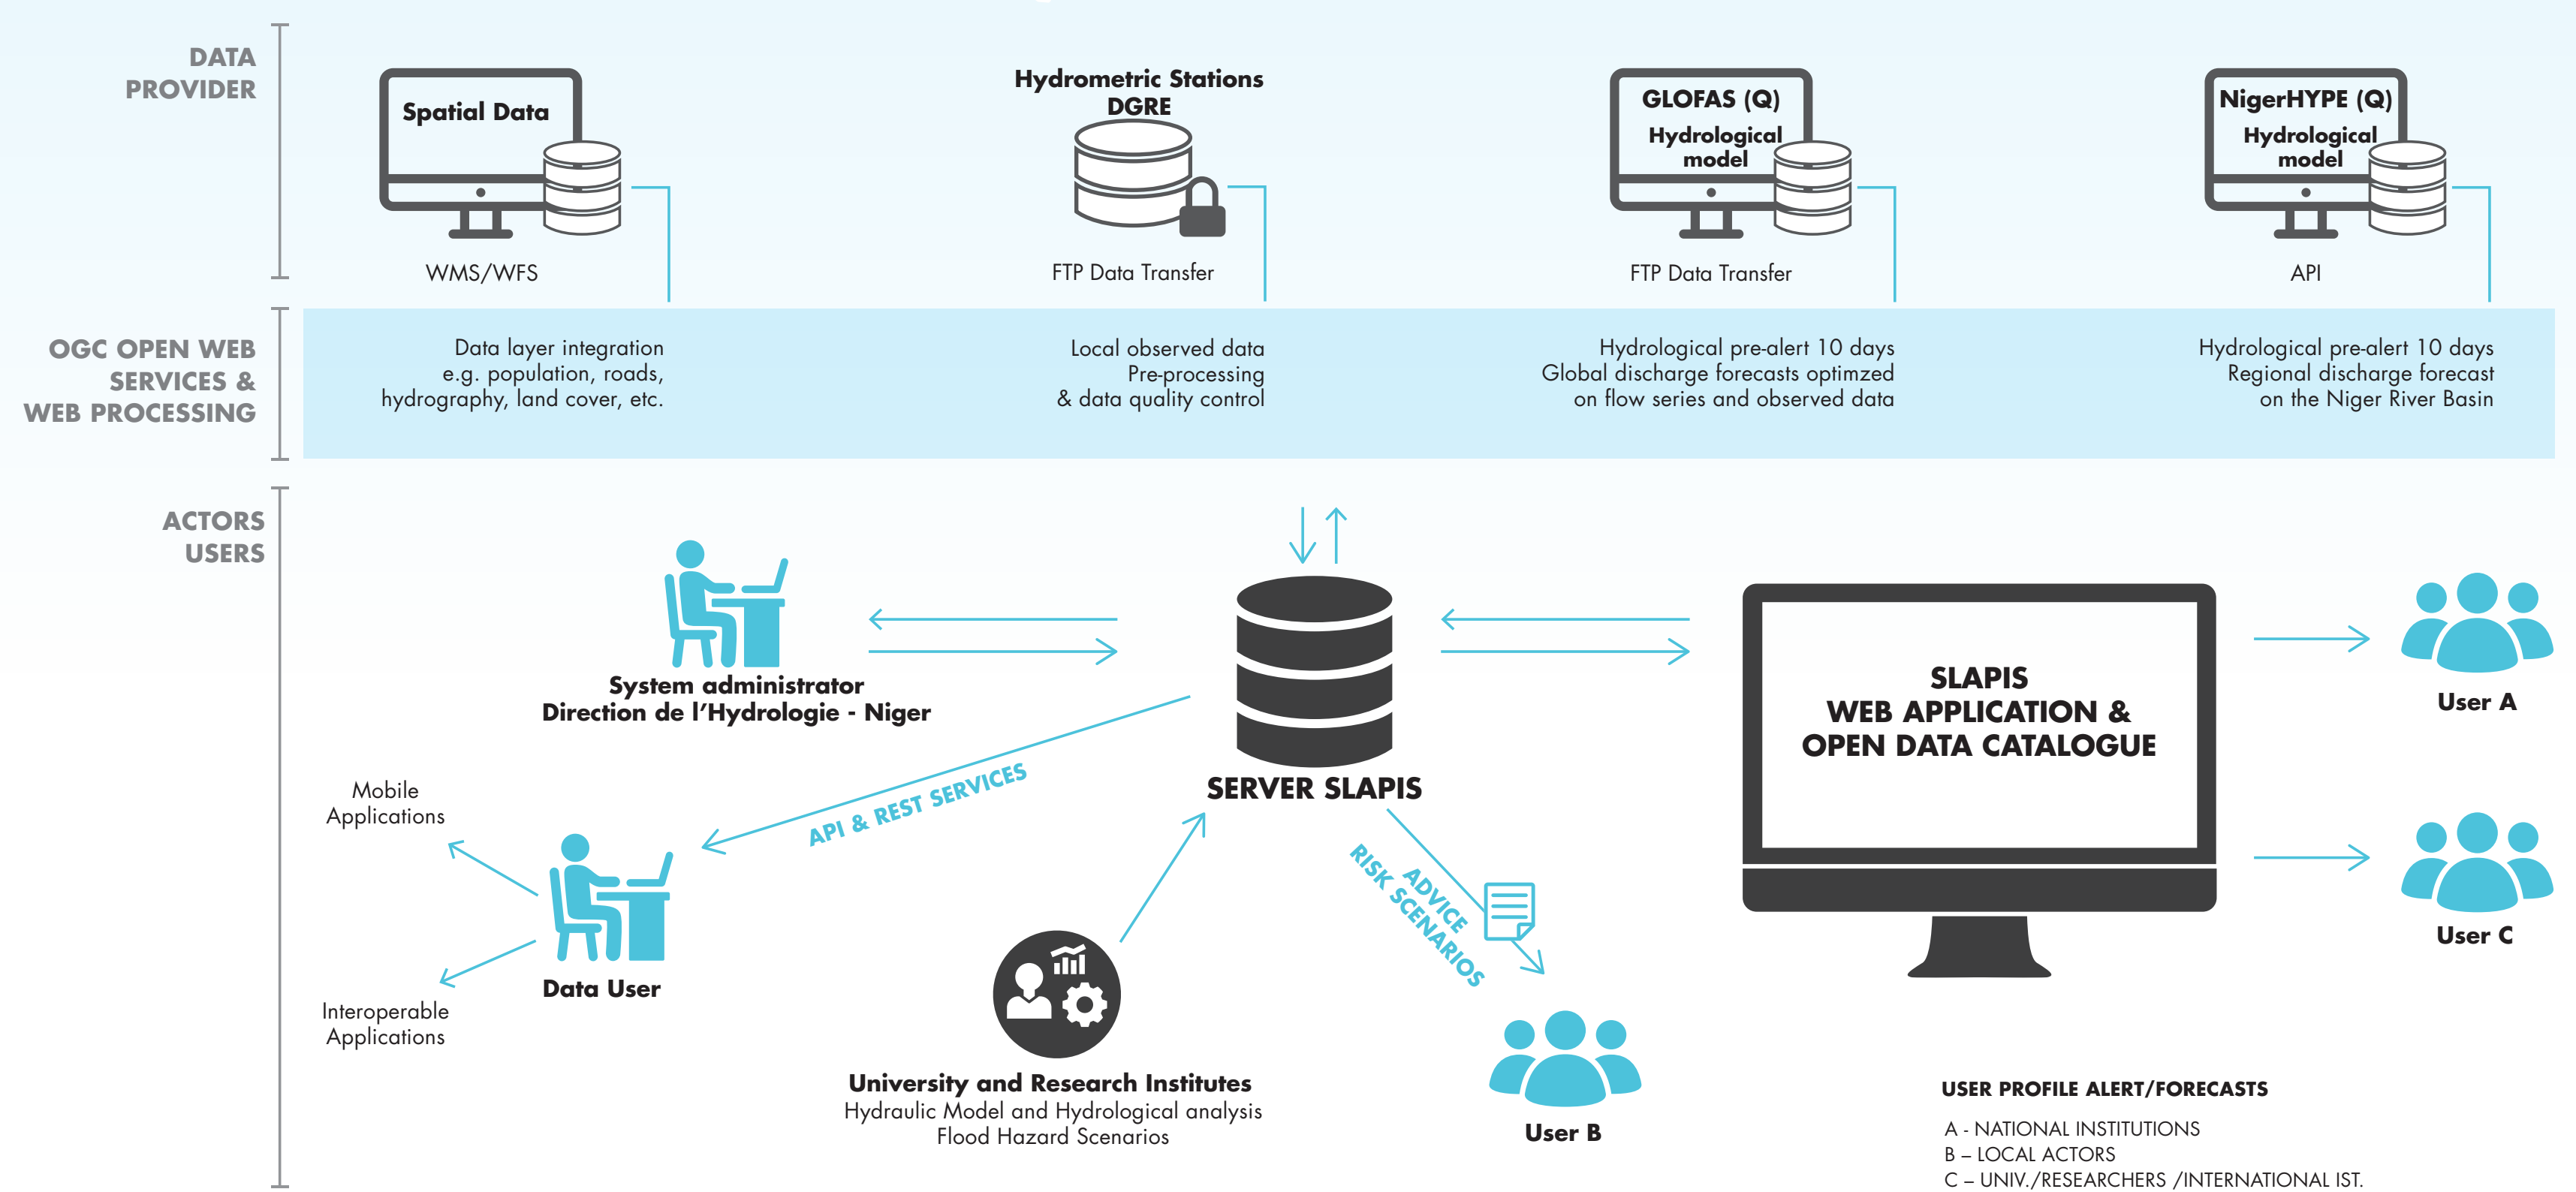 DATA
PROVIDER
Spatial Data
WMS/WFS
Hydrometric Stations
DGRE
FTP Data Transfer
GLOFAS (Q)
Hydrological
model
FTP Data Transfer
NigerHYPE (Q)
Hydrological
model
API
OGC OPEN WEB
SERVICES &
WEB PROCESSING
Data layer integration
e.g. population, roads,
hydrography, land cover, etc.
Local observed data
Pre-processing
& data quality control
Hydrological pre-alert 10 days
Global discharge forecasts optimzed
on flow series and observed data
Hydrological pre-alert 10 days
Regional discharge forecast
on the Niger River Basin
ACTORS
USERS
System administrator
Direction de l'Hydrologie - Niger
SERVER SLAPIS
SLAPIS
WEB APPLICATION &
OPEN DATA CATALOGUE
User A
User C
API & REST SERVICES
Mobile
Applications
Data User
Interoperable
Applications
University and Research Institutes
Hydraulic Model and Hydrological analysis
Flood Hazard Scenarios
ADVICE
RISK SCENARIOS
User B
USER PROFILE ALERT/FORECASTS
A - NATIONAL INSTITUTIONS
B – LOCAL ACTORS
C – UNIV./RESEARCHERS /INTERNATIONAL IST.